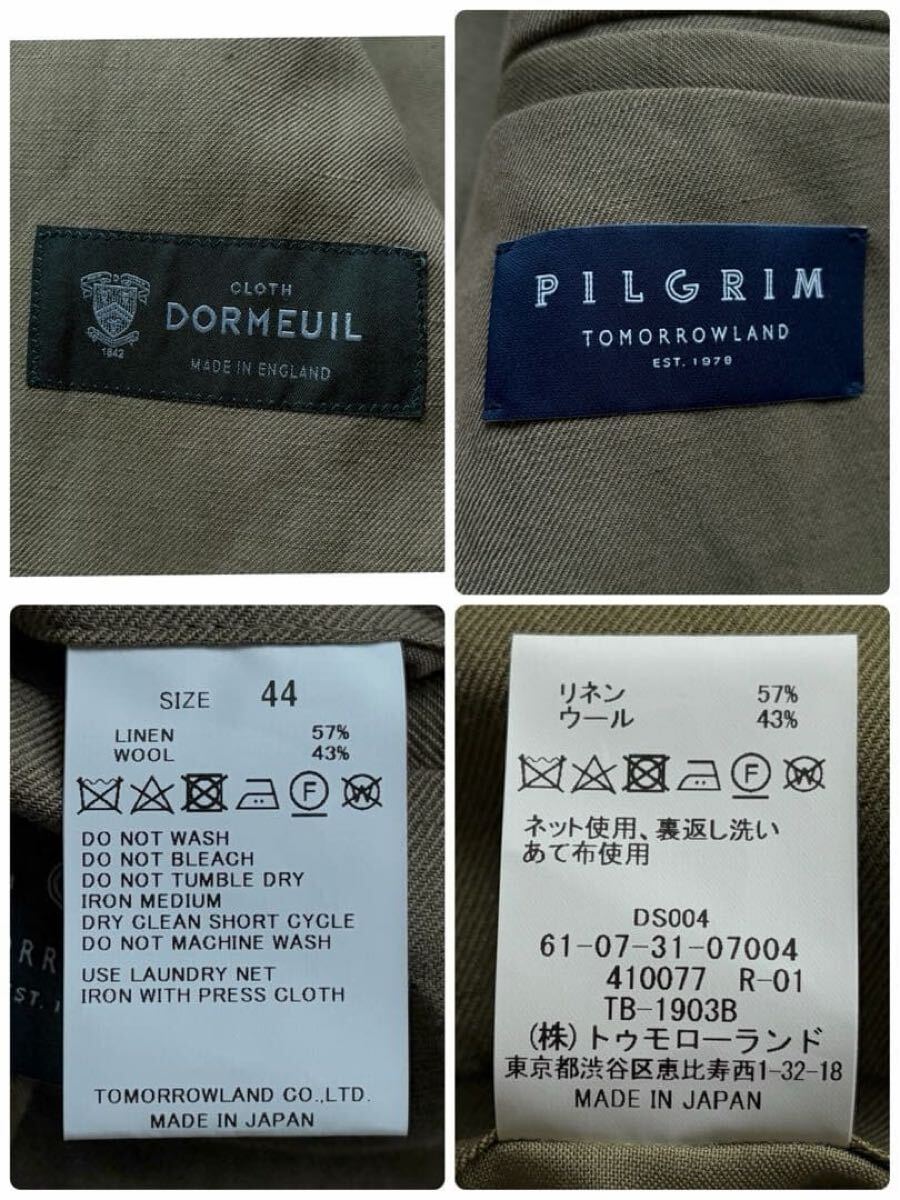 CLOTH
DORMEUIL
1842
MADE IN ENGLAND
PILGRIM
TOMORROWLAND
EST. 1978
SIZE 44
LINEN 57%
WOOL 43%
F W
DO NOT WASH
DO NOT BLEACH
DO NOT TUMBLE DRY
IRON MEDIUM
DRY CLEAN SHORT CYCLE
DO NOT MACHINE WASH
USE LAUNDRY NET
IRON WITH PRESS CLOTH
TOMORROWLAND CO.,LTD.
MADE IN JAPAN
リネン 57%
ウール 43%
F W
ネット使用、裏返し洗い
あて布使用
DS004
61-07-31-07004
410077 R-01
TB-1903B
(株)トゥモローランド
東京都渋谷区恵比寿西1-32-18
MADE IN JAPAN